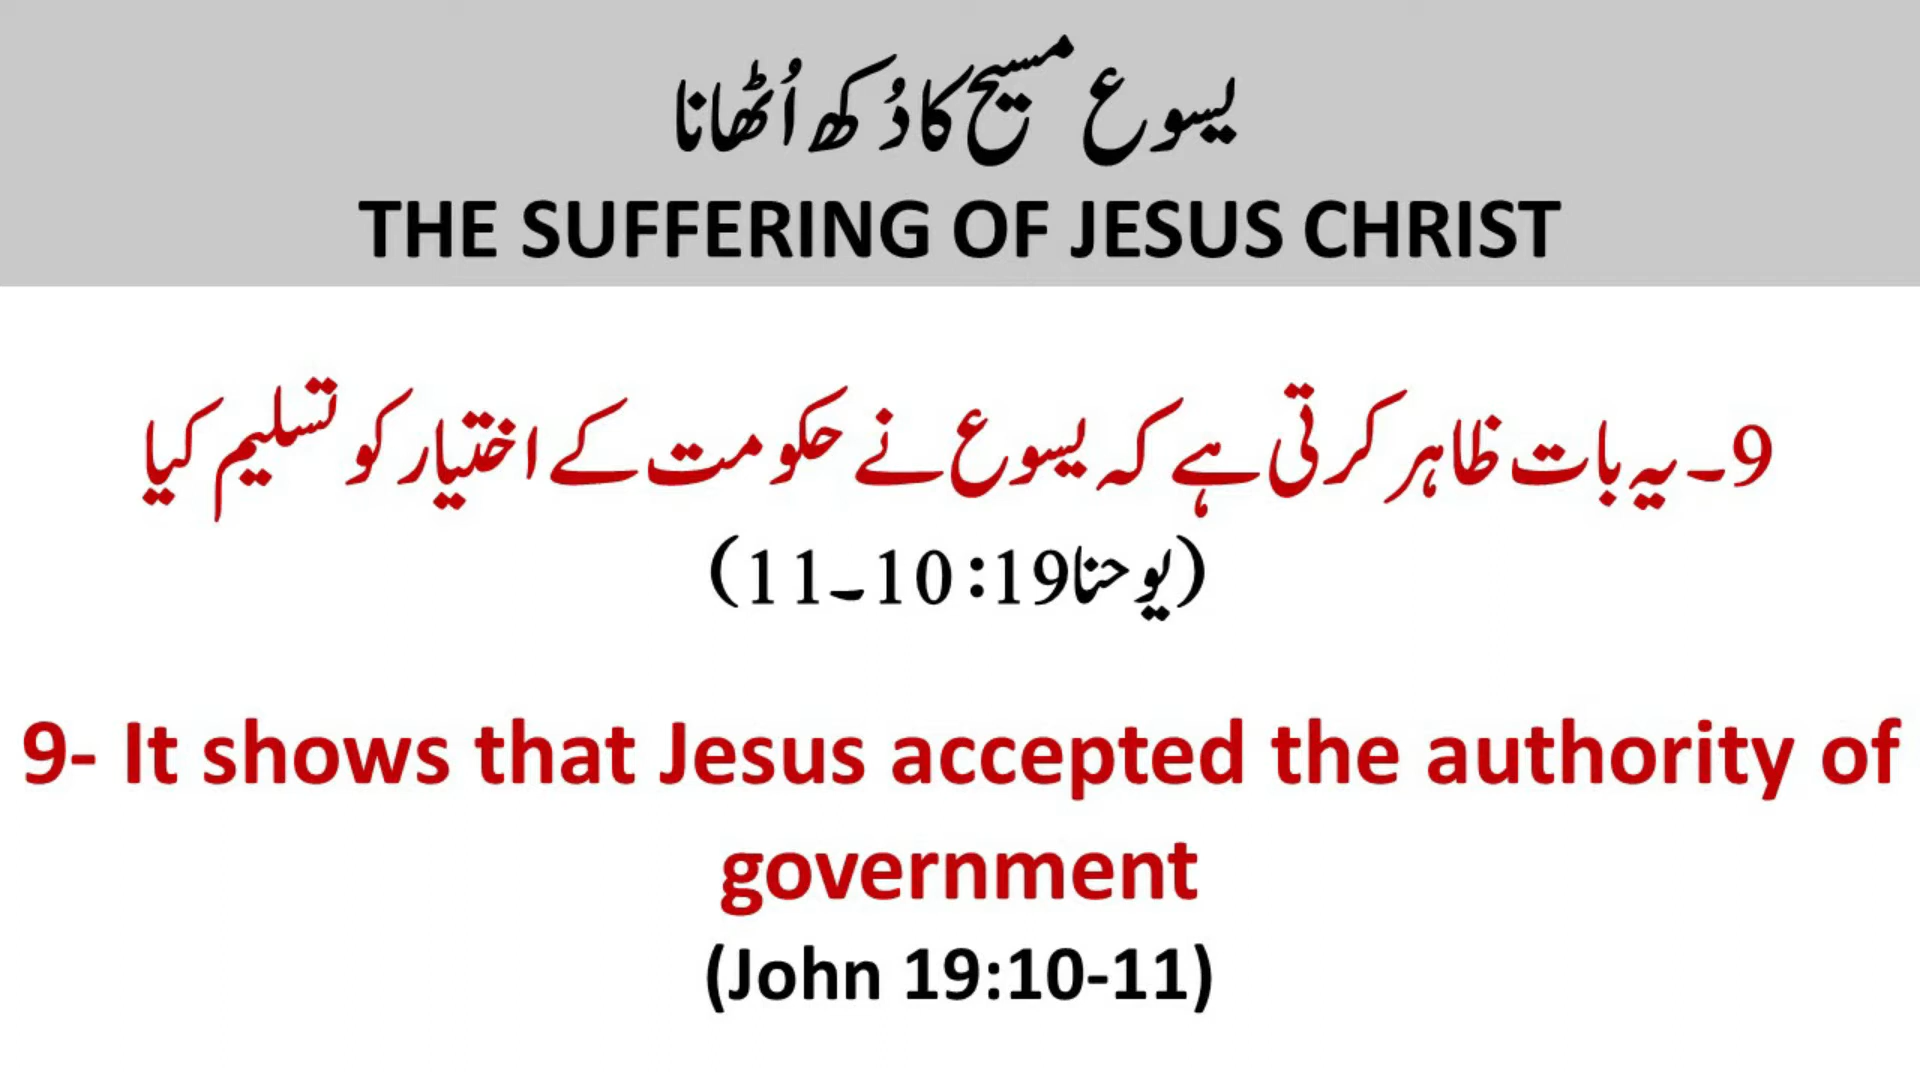 یسوع مسیح کا دُکھ اُٹھانا
THE SUFFERING OF JESUS CHRIST
9۔ یہ بات ظاہر کرتی ہے کہ یسوع نے حکومت کے اختیار کو تسلیم کیا
(یوحنا19: 10۔11)
9- It shows that Jesus accepted the authority of
government
(John 19:10-11)